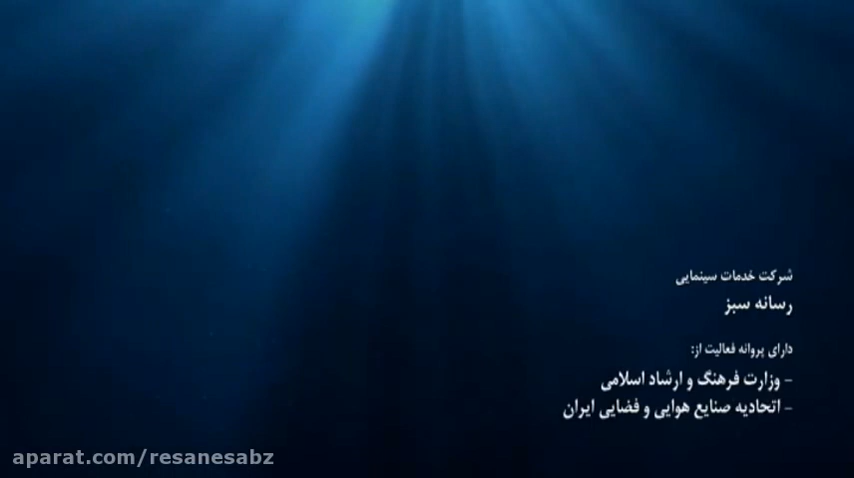 شرکت خدمات سینمایی
رسانه سبز
دارای پروانه فعالیت از:
- وزارت فرهنگ و ارشاد اسلامی
- اتحادیه صنایع هوایی و فضایی ایران
aparat.com/resanesabz